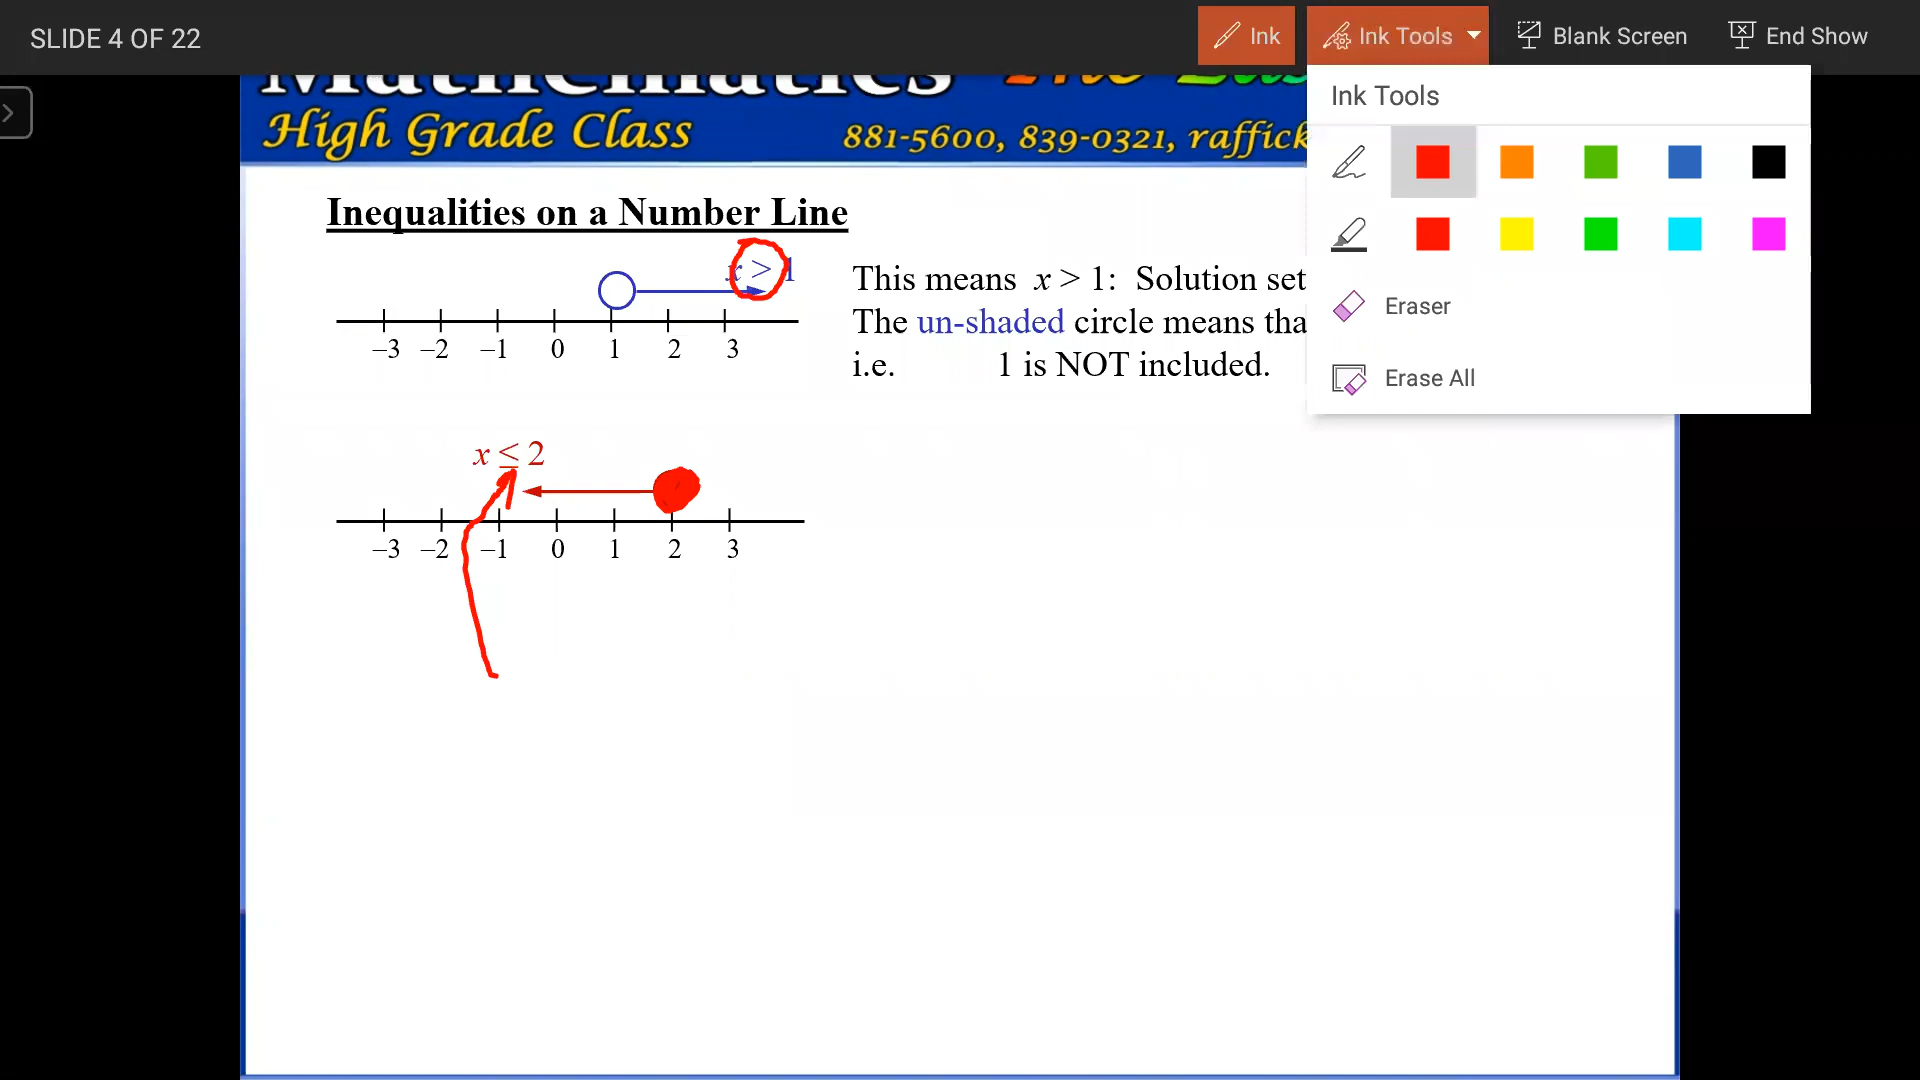 SLIDE 4 OF 22
Ink
Ink Tools
Blank Screen
End Show
Mathematics
High Grade Class
881-5600, 839-0321, raffick
Ink Tools
Eraser
Erase All
Inequalities on a Number Line
x > 1
–3 –2 –1 0 1 2 3
This means x > 1: Solution set
The un-shaded circle means tha
i.e. 1 is NOT included.
x ≤ 2
–3 –2 –1 0 1 2 3